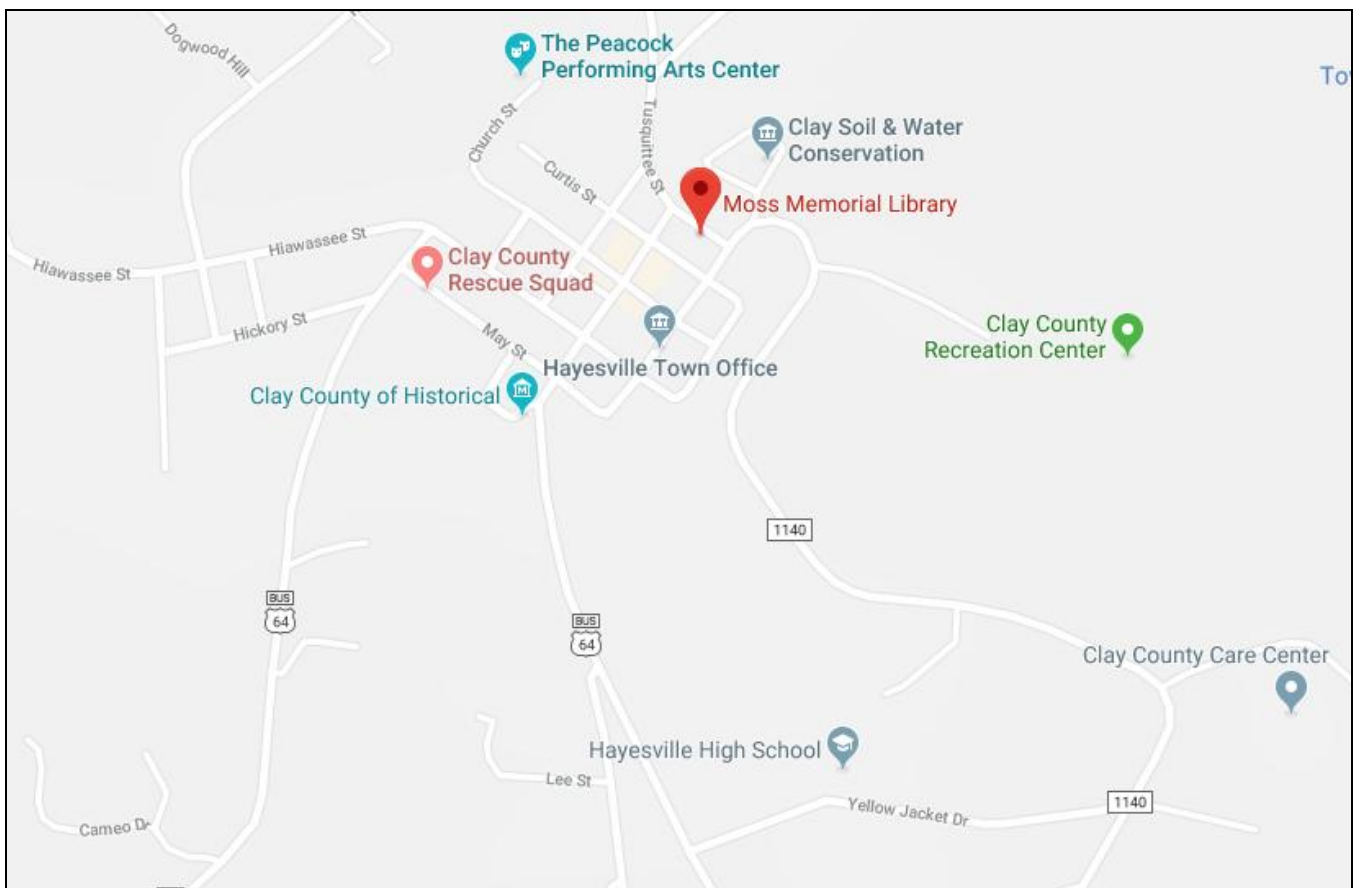 Dogwood Hill
The Peacock
Performing Arts Center
To
Church St
Tusquittee St
Clay Soil & Water
Conservation
Curtis St
Moss Memorial Library
Hiawassee St
Hiawassee St
Clay County
Rescue Squad
Hickory St
May St
Clay County
Recreation Center
Hayesville Town Office
Clay County of Historical
1140
BUS
64
BUS
64
Clay County Care Center
Hayesville High School
Lee St
Yellow Jacket Dr
1140
Cameo Dr